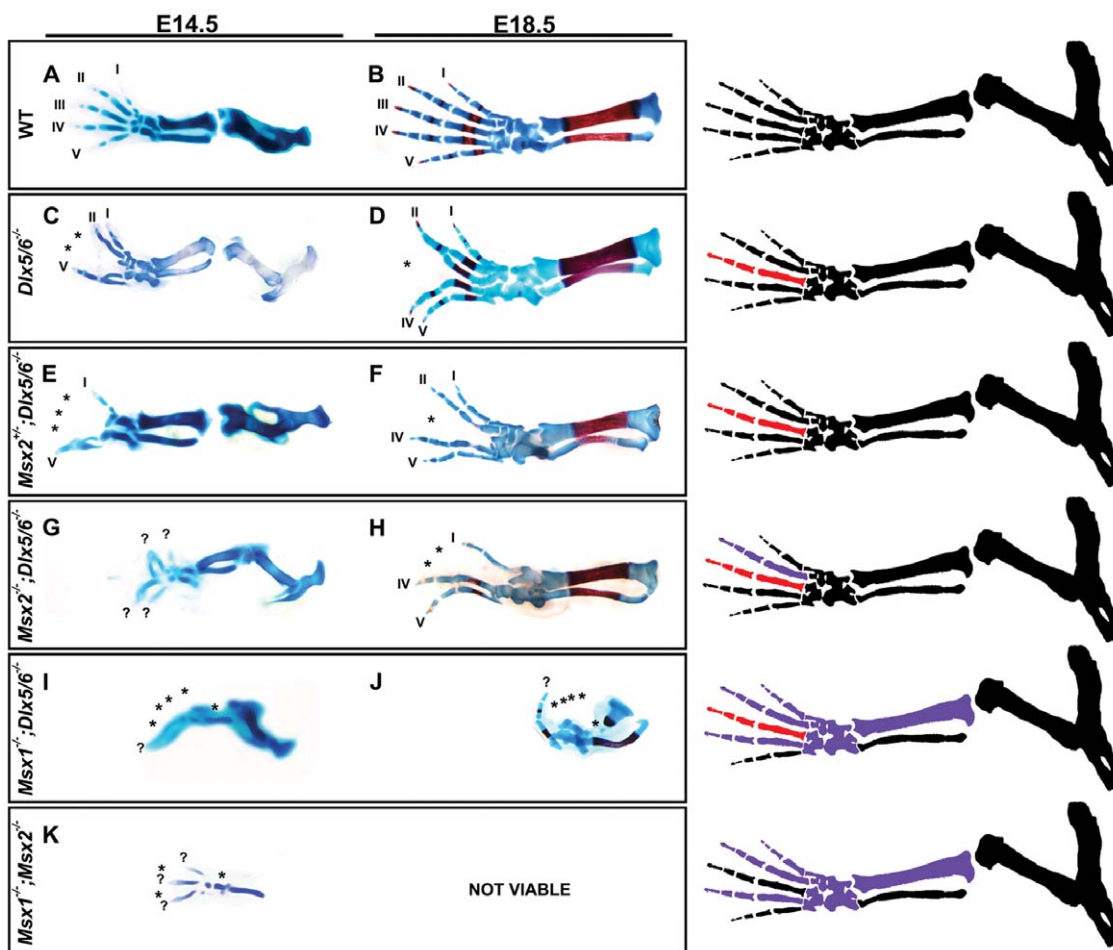 E14.5 E18.5
WT
A
I
II
III
IV
V
B
I
II
III
IV
V
Dlx5/6-/-
C
II I
*
*
V
D
II
I
*
IV
V
Msx2+/-;Dlx5/6-/-
E
I
*
*
*
V
F
II
I
*
IV
V
Msx2-/-;Dlx5/6-/-
G
? ?
? ?
H
I
*
*
IV
V
Msx1-/-;Dlx5/6-/-
I
*
*
*
*
*
?
J
?
****
*
Msx1-/-;Msx2-/-
K
?
*
?
*
?
*
NOT VIABLE